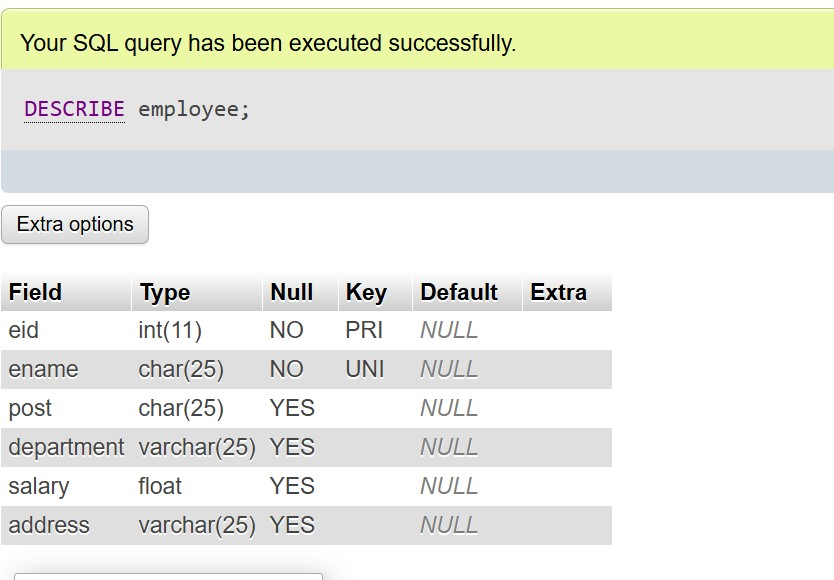 Your SQL query has been executed successfully.
DESCRIBE employee;
Extra options
Field Type Null Key Default Extra
eid int(11) NO PRI NULL
ename char(25) NO UNI NULL
post char(25) YES NULL
department varchar(25) YES NULL
salary float YES NULL
address varchar(25) YES NULL